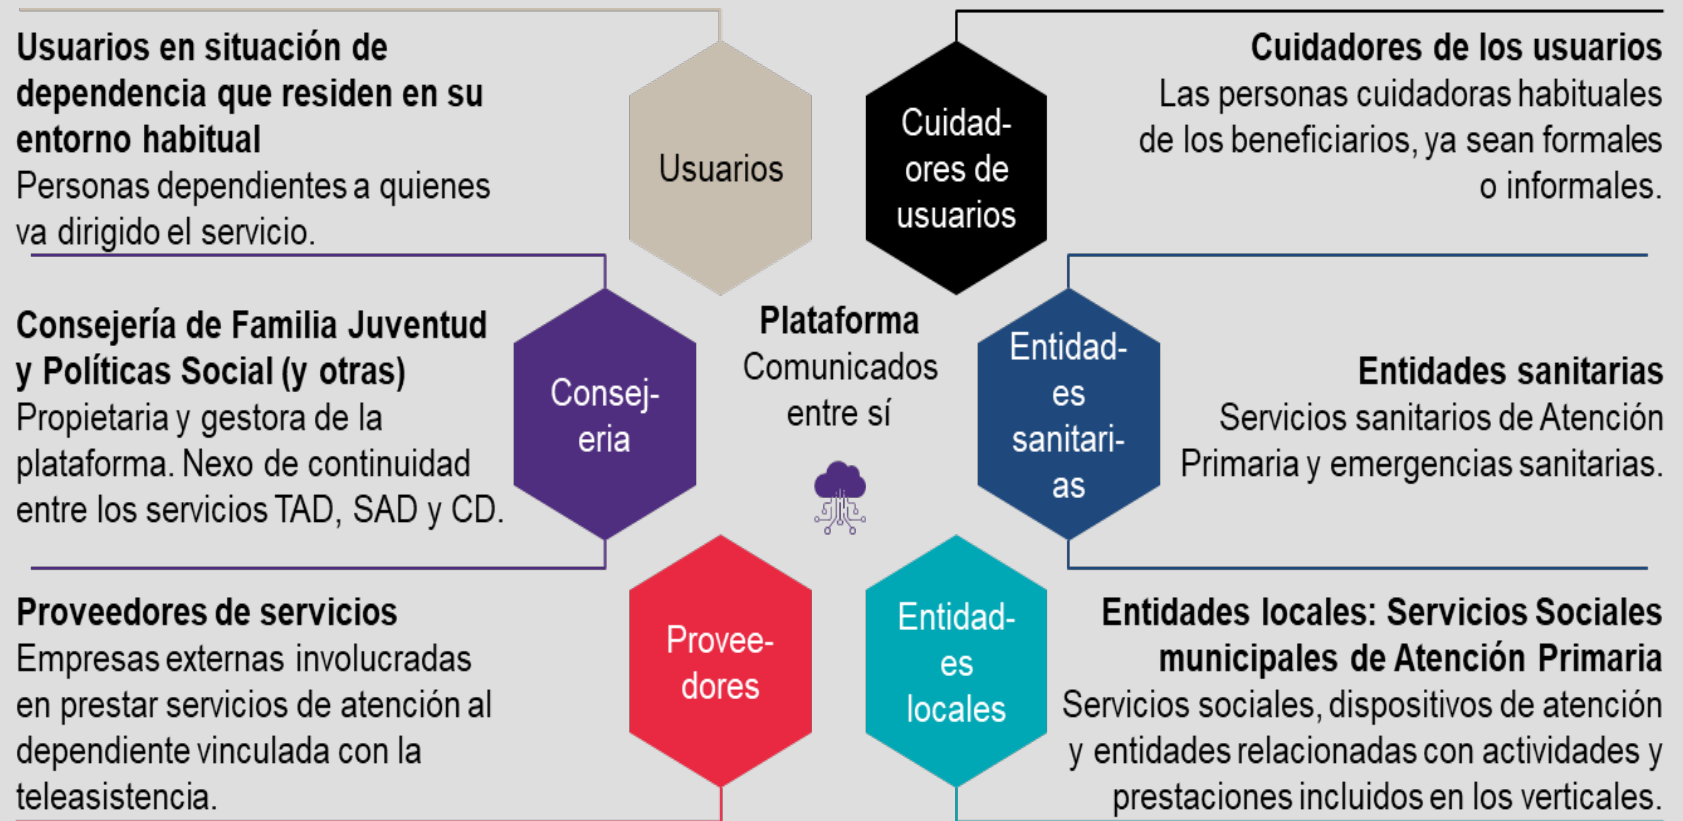 Usuarios en situación de
dependencia que residen en su
entorno habitual
Personas dependientes a quienes
va dirigido el servicio.
Usuarios
Cuidad-
ores de
usuarios
Cuidadores de los usuarios
Las personas cuidadoras habituales
de los beneficiarios, ya sean formales
o informales.
Consejería de Familia Juventud
y Políticas Social (y otras)
Propietaria y gestora de la
plataforma. Nexo de continuidad
entre los servicios TAD, SAD y CD.
Consej-
eria
Plataforma
Comunicados
entre sí
Entidad-
es
sanitari-
as
Entidades sanitarias
Servicios sanitarios de Atención
Primaria y emergencias sanitarias.
Proveedores de servicios
Empresas externas involucradas
en prestar servicios de atención al
dependiente vinculada con la
teleasistencia.
Provee-
dores
Entidad-
es
locales
Entidades locales: Servicios Sociales
municipales de Atención Primaria
Servicios sociales, dispositivos de atención
y entidades relacionadas con actividades y
prestaciones incluidos en los verticales.